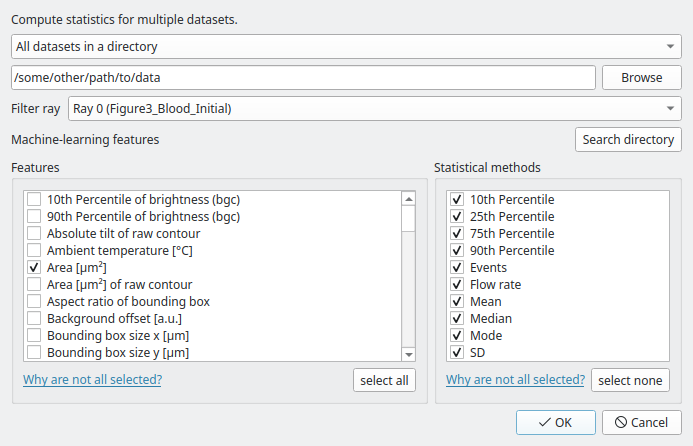 Compute statistics for multiple datasets.
All datasets in a directory
/some/other/path/to/data
Browse
Filter ray
Ray 0 (Figure3_Blood_Initial)
Machine-learning features
Search directory
Features
10th Percentile of brightness (bgc)
90th Percentile of brightness (bgc)
Absolute tilt of raw contour
Ambient temperature [°C]
Area [µm²]
Area [µm²] of raw contour
Aspect ratio of bounding box
Background offset [a.u.]
Bounding box size x [µm]
Bounding box size y [µm]
Why are not all selected?
select all
Statistical methods
10th Percentile
25th Percentile
75th Percentile
90th Percentile
Events
Flow rate
Mean
Median
Mode
SD
Why are not all selected?
select none
OK
Cancel